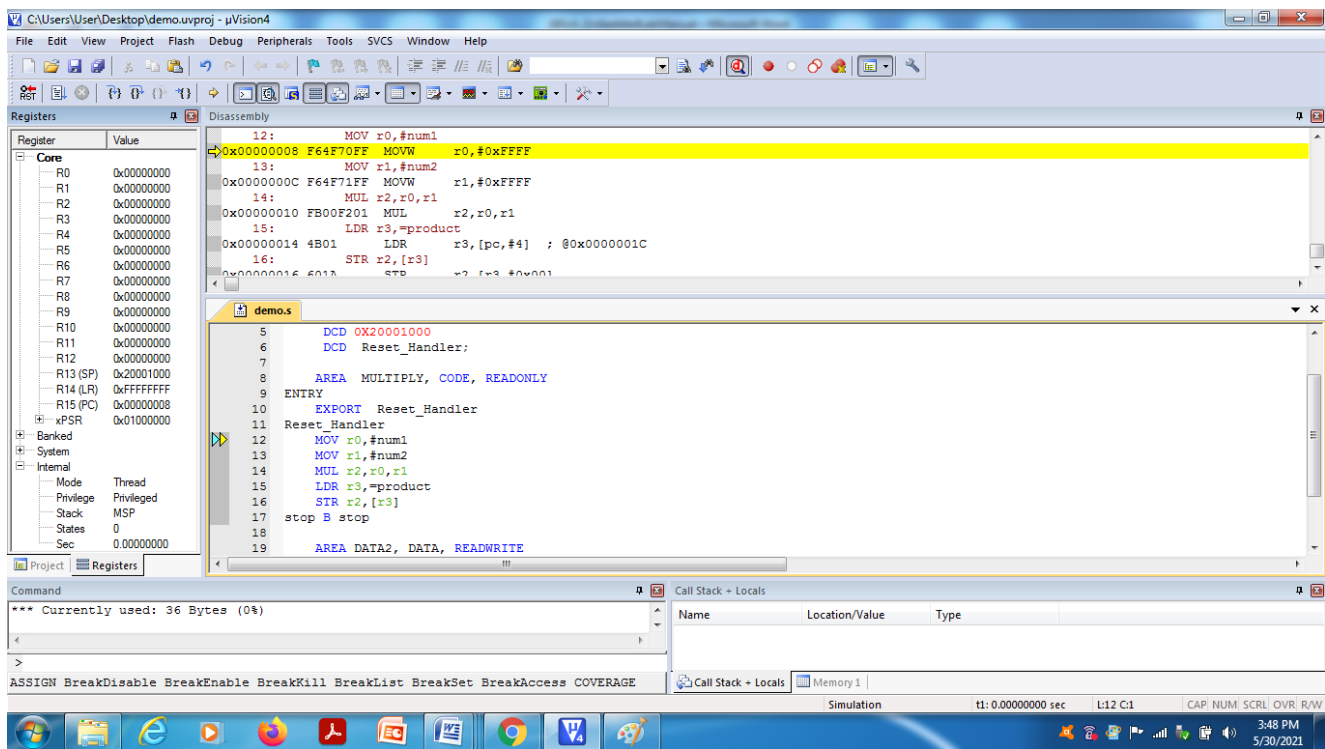 C:\Users\User\Desktop\demo.uvproj - µVision4
File Edit View Project Flash Debug Peripherals Tools SVCS Window Help
RST
Registers
Register Value
Core
R0 0x00000000
R1 0x00000000
R2 0x00000000
R3 0x00000000
R4 0x00000000
R5 0x00000000
R6 0x00000000
R7 0x00000000
R8 0x00000000
R9 0x00000000
R10 0x00000000
R11 0x00000000
R12 0x00000000
R13 (SP) 0x20001000
R14 (LR) 0xFFFFFFFF
R15 (PC) 0x00000008
xPSR 0x01000000
Banked
System
Internal
Mode Thread
Privilege Privileged
Stack MSP
States 0
Sec 0.00000000
Project Registers
Disassembly
12: MOV r0,#num1
0x00000008 F64F70FF MOVW r0,#0xFFFF
13: MOV r1,#num2
0x0000000C F64F71FF MOVW r1,#0xFFFF
14: MUL r2,r0,r1
0x00000010 FB00F201 MUL r2,r0,r1
15: LDR r3,=product
0x00000014 4B01 LDR r3,[pc,#4] ; @0x0000001C
16: STR r2,[r3]
0x00000016 601A STR r2,[r3,#0x00]
demo.s
5 DCD 0X20001000
6 DCD Reset_Handler;
7
8 AREA MULTIPLY, CODE, READONLY
9 ENTRY
10 EXPORT Reset_Handler
11 Reset_Handler
12 MOV r0,#num1
13 MOV r1,#num2
14 MUL r2,r0,r1
15 LDR r3,=product
16 STR r2,[r3]
17 stop B stop
18
19 AREA DATA2, DATA, READWRITE
Command
*** Currently used: 36 Bytes (0%)
>
ASSIGN BreakDisable BreakEnable BreakKill BreakList BreakSet BreakAccess COVERAGE
Call Stack + Locals
Name Location/Value Type
Call Stack + Locals Memory 1
Simulation t1: 0.00000000 sec L:12 C:1 CAP NUM SCRL OVR R/W
3:48 PM
5/30/2021